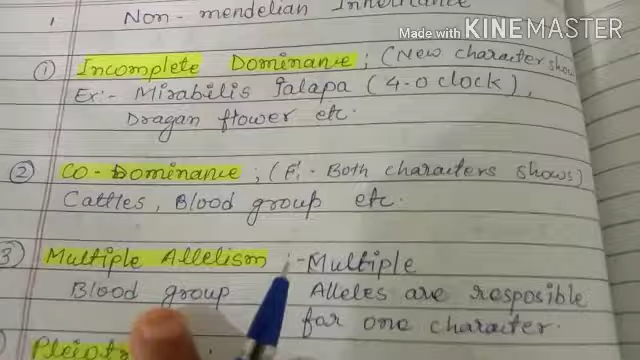 Made with KINEMASTER
Non-mendelian Inheritance
① Incomplete Dominance; (New character show
Ex:- Mirabilis Jalapa (4-0 clock),
Dragan flower etc.
② Co-Dominance; (F₁ - Both characters shows)
Cattles, Blood group etc.
3) Multiple Allelism :- Multiple
Blood group Alleles are resposible
for one character.